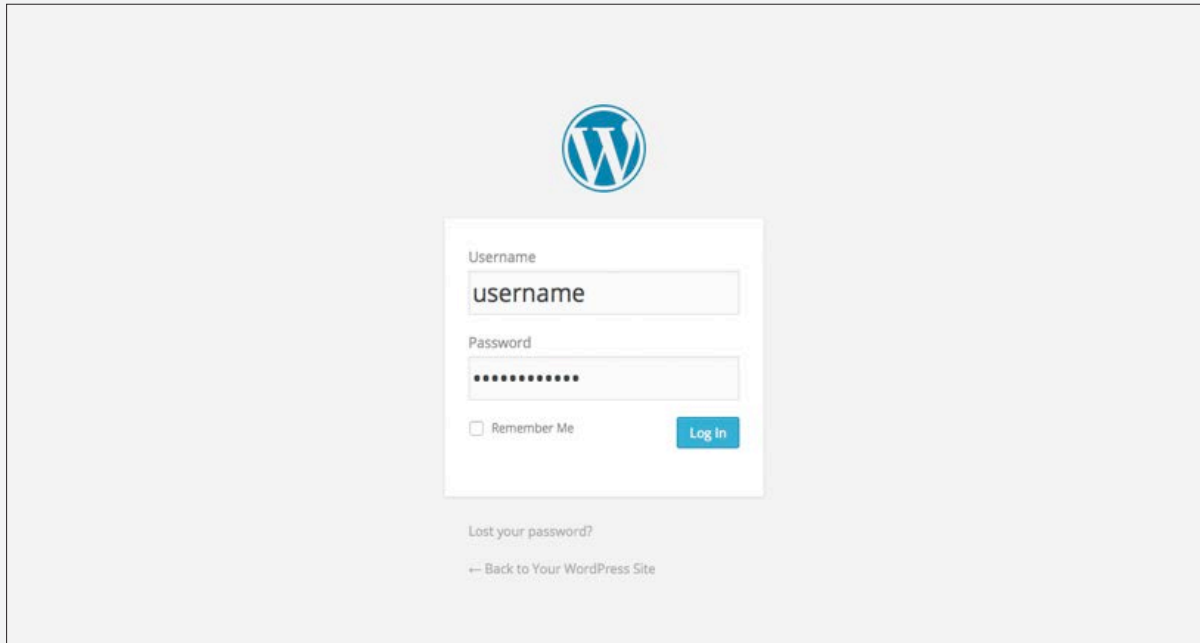 Username
username
Password
••••••••••••
Remember Me
Log In
Lost your password?
← Back to Your WordPress Site